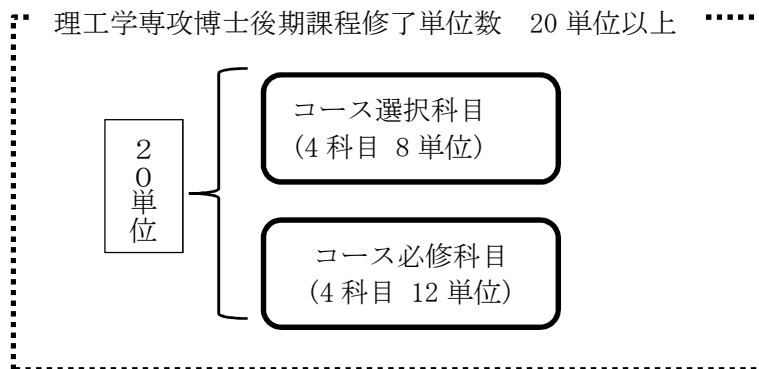 理工学専攻博士後期課程修了単位数　20 単位以上
コース選択科目
(4 科目 8 単位)
２０単位
コース必修科目
(4 科目 12 単位)